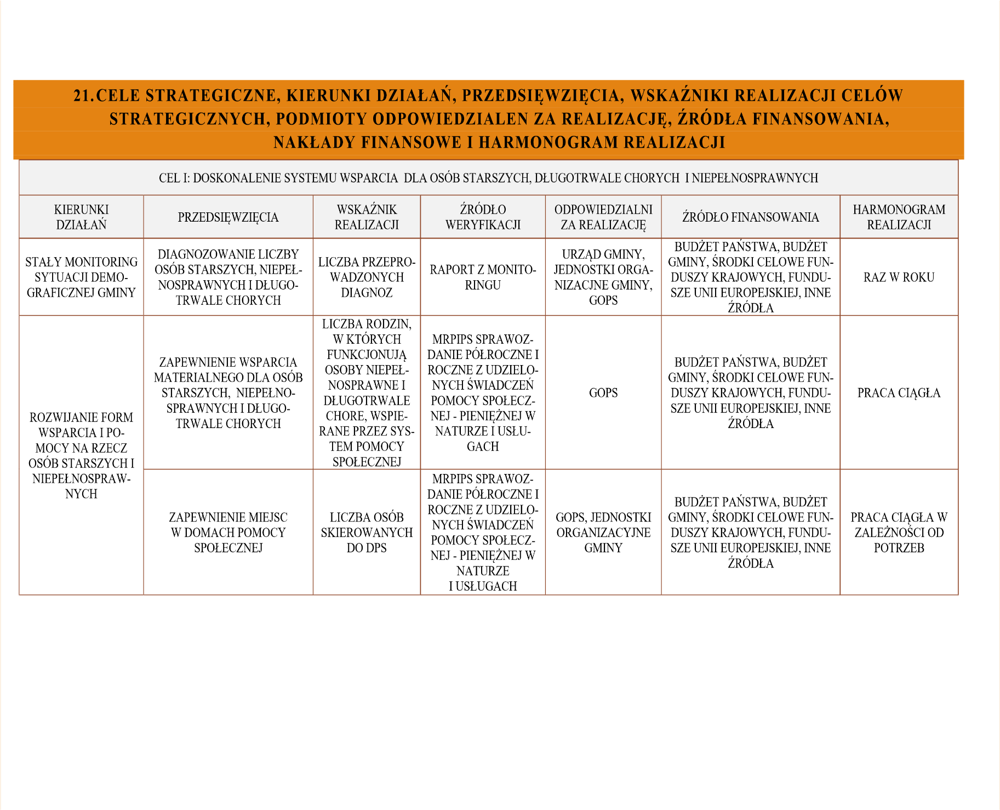 21.CELE STRATEGICZNE, KIERUNKI DZIAŁAŃ, PRZEDSIĘWZIĘCIA, WSKAŹNIKI REALIZACJI CELÓW
STRATEGICZNYCH, PODMIOTY ODPOWIEDZIALEN ZA REALIZACJĘ, ŹRÓDŁA FINANSOWANIA,
NAKŁADY FINANSOWE I HARMONOGRAM REALIZACJI
CEL I: DOSKONALENIE SYSTEMU WSPARCIA DLA OSÓB STARSZYCH, DŁUGOTRWALE CHORYCH I NIEPEŁNOSPRAWNYCH
KIERUNKI
DZIAŁAŃ
PRZEDSIĘWZIĘCIA
WSKAŹNIK
REALIZACJI
ŹRÓDŁO
WERYFIKACJI
ODPOWIEDZIALNI
ZA REALIZACJĘ
ŹRÓDŁO FINANSOWANIA
HARMONOGRAM
REALIZACJI
STAŁY MONITORING
SYTUACJI DEMO-
GRAFICZNEJ GMINY
DIAGNOZOWANIE LICZBY
OSÓB STARSZYCH, NIEPEŁ-
NOSPRAWNYCH I DŁUGO-
TRWALE CHORYCH
LICZBA PRZEPRO-
WADZONYCH
DIAGNOZ
RAPORT Z MONITO-
RINGU
URZĄD GMINY,
JEDNOSTKI ORGA-
NIZACJNE GMINY,
GOPS
BUDŻET PAŃSTWA, BUDŻET
GMINY, ŚRODKI CELOWE FUN-
DUSZY KRAJOWYCH, FUNDU-
SZE UNII EUROPEJSKIEJ, INNE
ŹRÓDŁA
RAZ W ROKU
ROZWIJANIE FORM
WSPARCIA I PO-
MOCY NA RZECZ
OSÓB STARSZYCH I
NIEPEŁNOSPRAW-
NYCH
ZAPEWNIENIE WSPARCIA
MATERIALNEGO DLA OSÓB
STARSZYCH, NIEPEŁNO-
SPRAWNYCH I DŁUGO-
TRWALE CHORYCH
LICZBA RODZIN,
W KTÓRYCH
FUNKCJONUJĄ
OSOBY NIEPEŁ-
NOSPRAWNE I
DŁUGOTRWALE
CHORE, WSPIE-
RANE PRZEZ SYS-
TEM POMOCY
SPOŁECZNEJ
MRPIPS SPRAWOZ-
DANIE PÓŁROCZNE I
ROCZNE Z UDZIELO-
NYCH ŚWIADCZEŃ
POMOCY SPOŁECZ-
NEJ - PIENIĘŻNEJ W
NATURZE I USŁU-
GACH
GOPS
BUDŻET PAŃSTWA, BUDŻET
GMINY, ŚRODKI CELOWE FUN-
DUSZY KRAJOWYCH, FUNDU-
SZE UNII EUROPEJSKIEJ, INNE
ŹRÓDŁA
PRACA CIĄGŁA
ZAPEWNIENIE MIEJSC
W DOMACH POMOCY
SPOŁECZNEJ
LICZBA OSÓB
SKIEROWANYCH
DO DPS
MRPIPS SPRAWOZ-
DANIE PÓŁROCZNE I
ROCZNE Z UDZIELO-
NYCH ŚWIADCZEŃ
POMOCY SPOŁECZ-
NEJ - PIENIĘŻNEJ W
NATURZE
I USŁUGACH
GOPS, JEDNOSTKI
ORGANIZACYJNE
GMINY
BUDŻET PAŃSTWA, BUDŻET
GMINY, ŚRODKI CELOWE FUN-
DUSZY KRAJOWYCH, FUNDU-
SZE UNII EUROPEJSKIEJ, INNE
ŹRÓDŁA
PRACA CIĄGŁA W
ZALEŻNOŚCI OD
POTRZEB